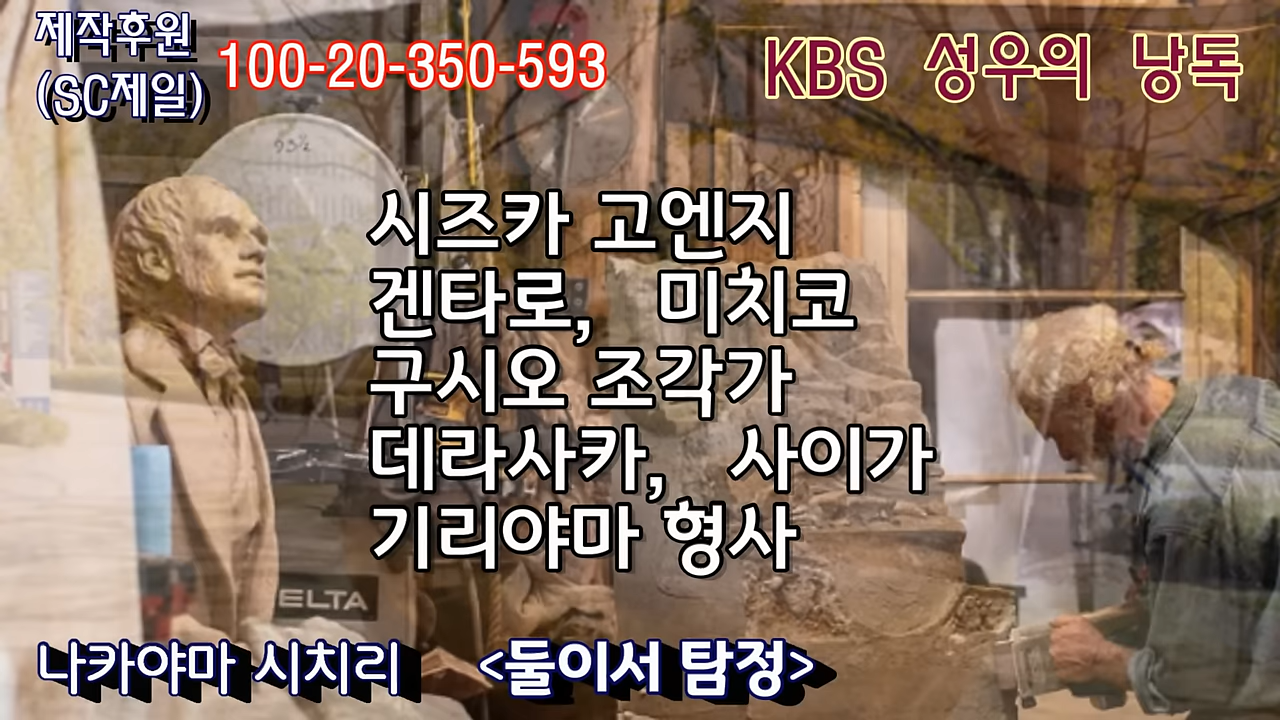 제작후원
(SC제일)
100-20-350-593
KBS 성우의 낭독
93½
시즈카 고엔지
겐타로, 미치코
구시오 조각가
데라사카, 사이가
기리야마 형사
ELTA
나카야마 시치리 <둘이서 탐정>